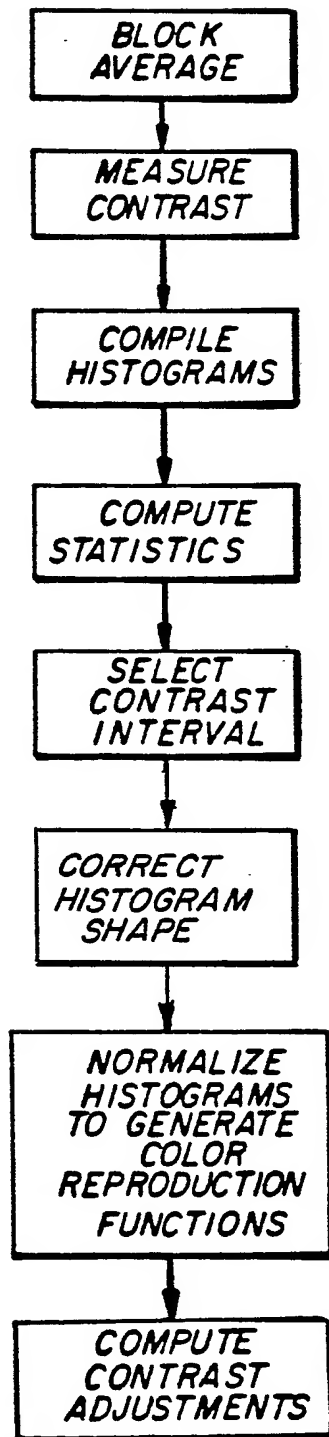 BLOCK
AVERAGE
MEASURE
CONTRAST
COMPILE
HISTOGRAMS
COMPUTE
STATISTICS
SELECT
CONTRAST
INTERVAL
CORRECT
HISTOGRAM
SHAPE
NORMALIZE
HISTOGRAMS
TO GENERATE
COLOR
REPRODUCTION
FUNCTIONS
COMPUTE
CONTRAST
ADJUSTMENTS